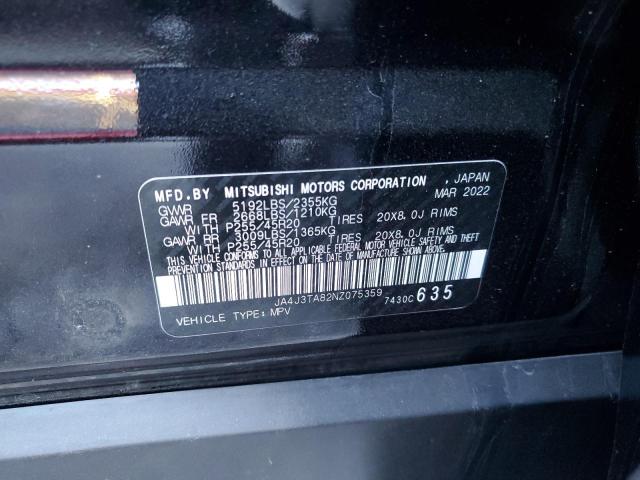 MFD.BY MITSUBISHI MOTORS CORPORATION , JAPAN
GVWR 5192LBS/2355KG MAR 2022
GAWR FR 2668LBS/1210KG
WITH P255/45R20 TIRES 20X8.0J RIMS
GAWR RR 3009LBS/1365KG
WITH P255/45R20 TIRES 20X8.0J RIMS
THIS VEHICLE CONFORMS TO ALL APPLICABLE FEDERAL MOTOR VEHICLE SAFETY AND THEFT
PREVENTION STANDARDS IN EFFECT ON THE DATE OF MANUFACTURE SHOWN ABOVE.
JA4J3TA82NZ075359 7430C 635
VEHICLE TYPE: MPV